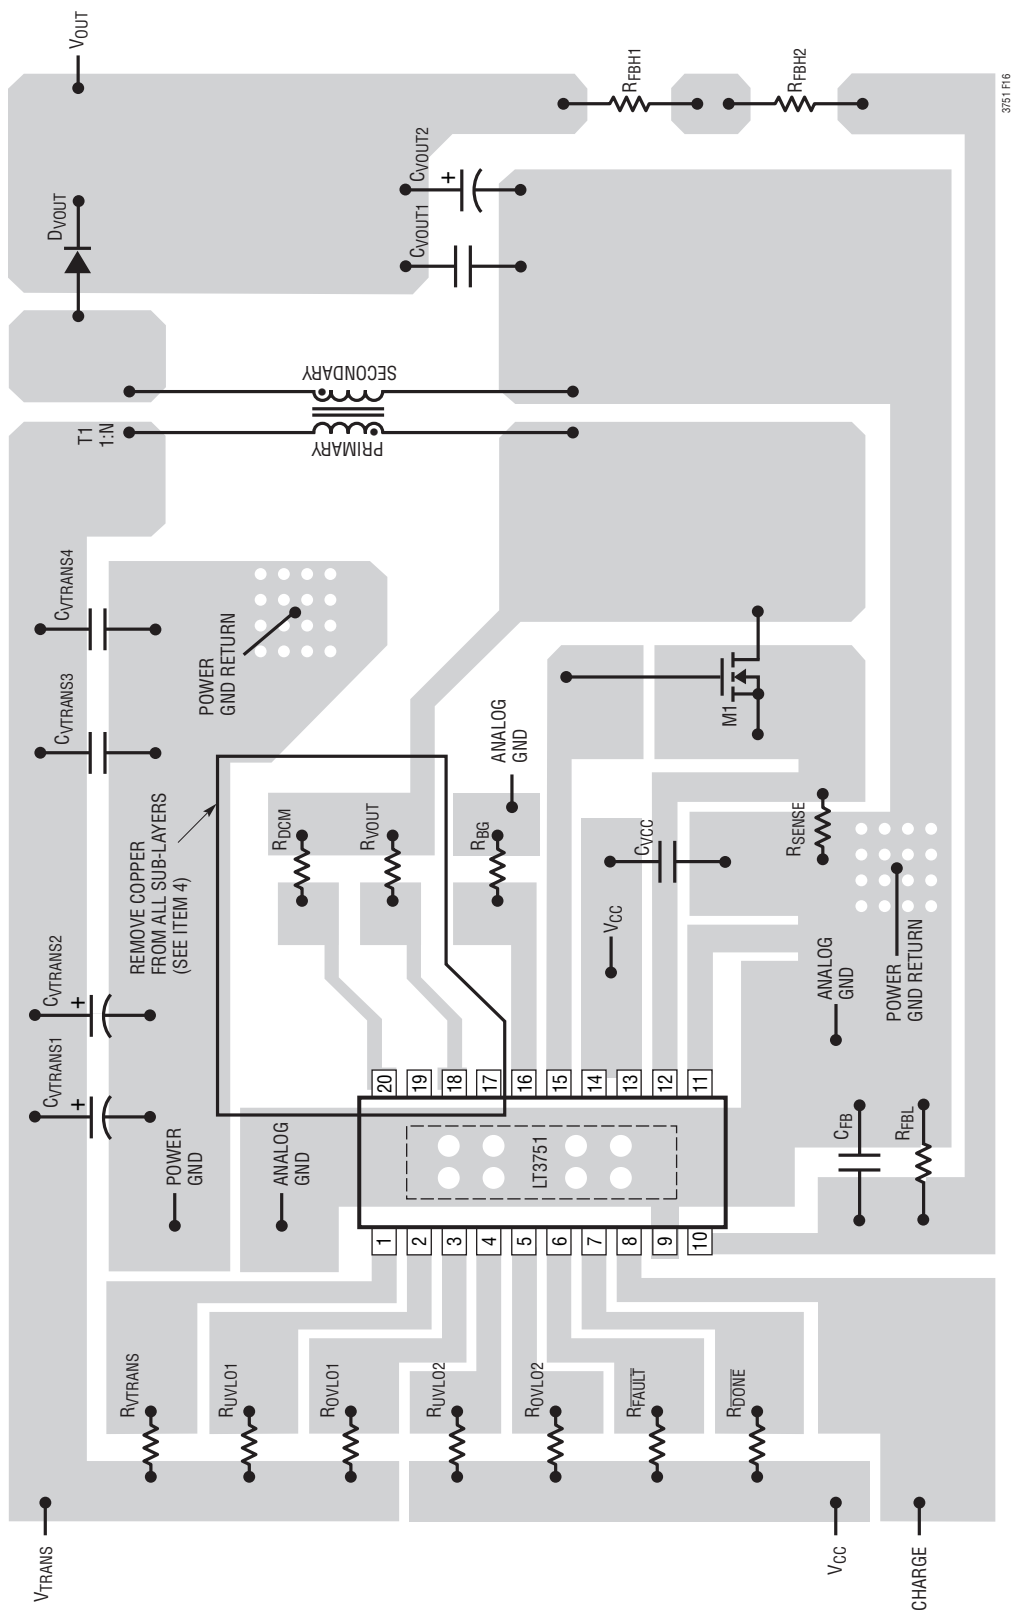 VTRANS
VCC
CHARGE
RVTRANS
RUVLO1
ROVLO1
RUVLO2
ROVLO2
RFAULT
RDONE
CVTRANS1
+
CVTRANS2
+
CVTRANS3
CVTRANS4
POWER
GND
ANALOG
GND
REMOVE COPPER
FROM ALL SUB-LAYERS
(SEE ITEM 4)
POWER
GND RETURN
1
2
3
4
5
6
7
8
9
10
LT3751
20
19
18
17
16
15
14
13
12
11
RDCM
RVOUT
RBG
ANALOG
GND
VCC
CVCC
RSENSE
M1
CFB
RFBL
ANALOG
GND
POWER
GND RETURN
T1
1:N
PRIMARY
SECONDARY
DVOUT
VOUT
CVOUT1
CVOUT2
+
RFBH1
RFBH2
3751 F16